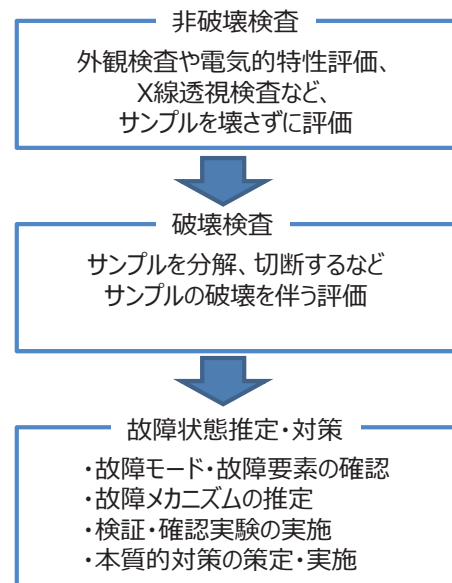 非破壊検査
外観検査や電気的特性評価、
X線透視検査など、
サンプルを壊さずに評価
破壊検査
サンプルを分解、切断するなど
サンプルの破壊を伴う評価
故障状態推定・対策
・故障モード・故障要素の確認
・故障メカニズムの推定
・検証・確認実験の実施
・本質的対策の策定・実施